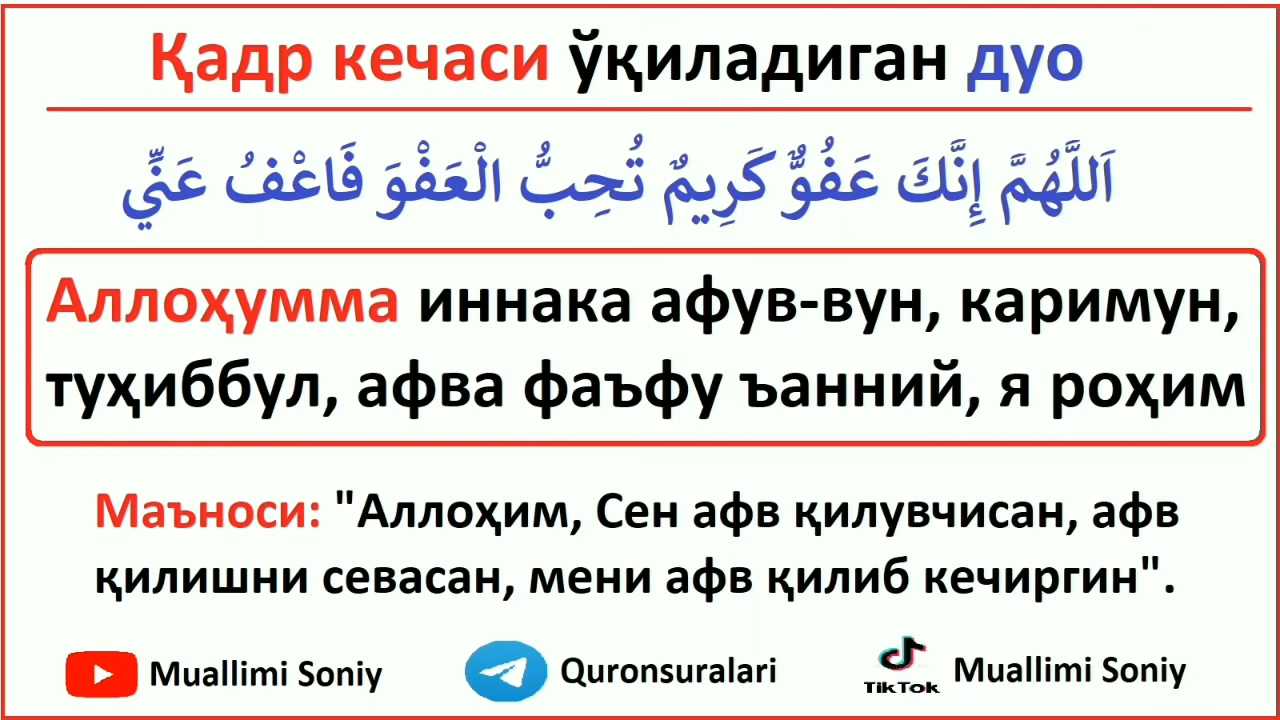 Қадр кечаси ўқиладиган дуо
اَللَّهُمَّ إِنَّكَ عَفُوٌّ كَرِيمٌ تُحِبُّ الْعَفْوَ فَاعْفُ عَنِّي
Аллоҳумма иннака афув-вун, каримун,
туҳиббул, афва фаъфу ъанний, я роҳим
Маъноси: "Аллоҳим, Сен афв қилувчисан, афв
қилишни севасан, мени афв қилиб кечиргин".
Muallimi Soniy Quronsuralari TikTok Muallimi Soniy